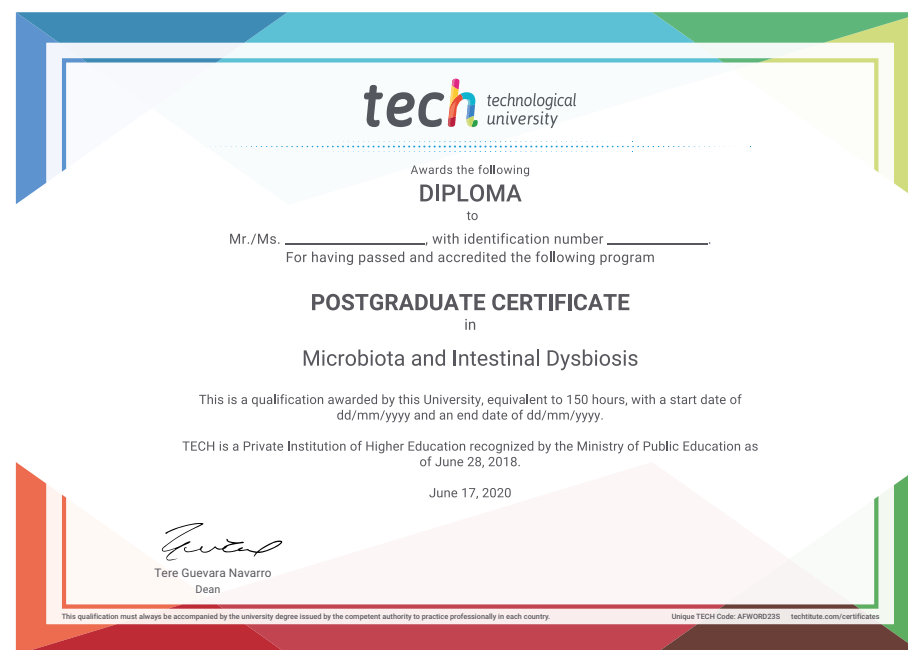 tech technological
university
Awards the following
DIPLOMA
to
Mr./Ms. ____________, with identification number ____________.
For having passed and accredited the following program
POSTGRADUATE CERTIFICATE
in
Microbiota and Intestinal Dysbiosis
This is a qualification awarded by this University, equivalent to 150 hours, with a start date of
dd/mm/yyyy and an end date of dd/mm/yyyy.
TECH is a Private Institution of Higher Education recognized by the Ministry of Public Education as
of June 28, 2018.
June 17, 2020
Tere Guevara Navarro
Dean
This qualification must always be accompanied by the university degree issued by the competent authority to practice professionally in each country. Unique TECH Code: AFWORD23S techtitute.com/certificates